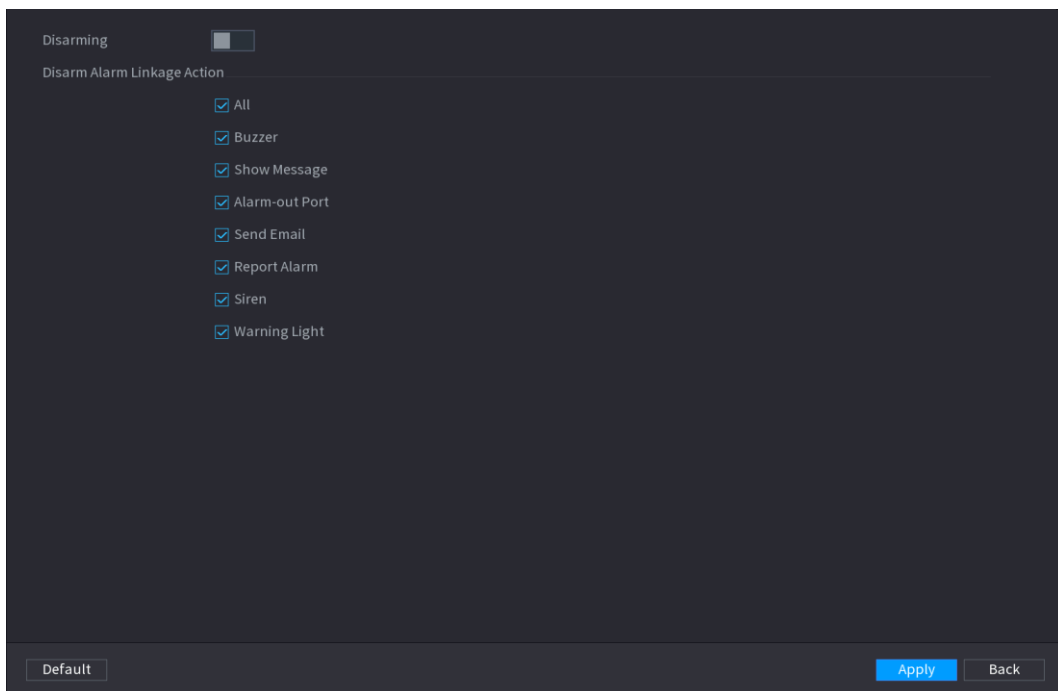 Disarming
Disarm Alarm Linkage Action
All
Buzzer
Show Message
Alarm-out Port
Send Email
Report Alarm
Siren
Warning Light
Default Apply Back